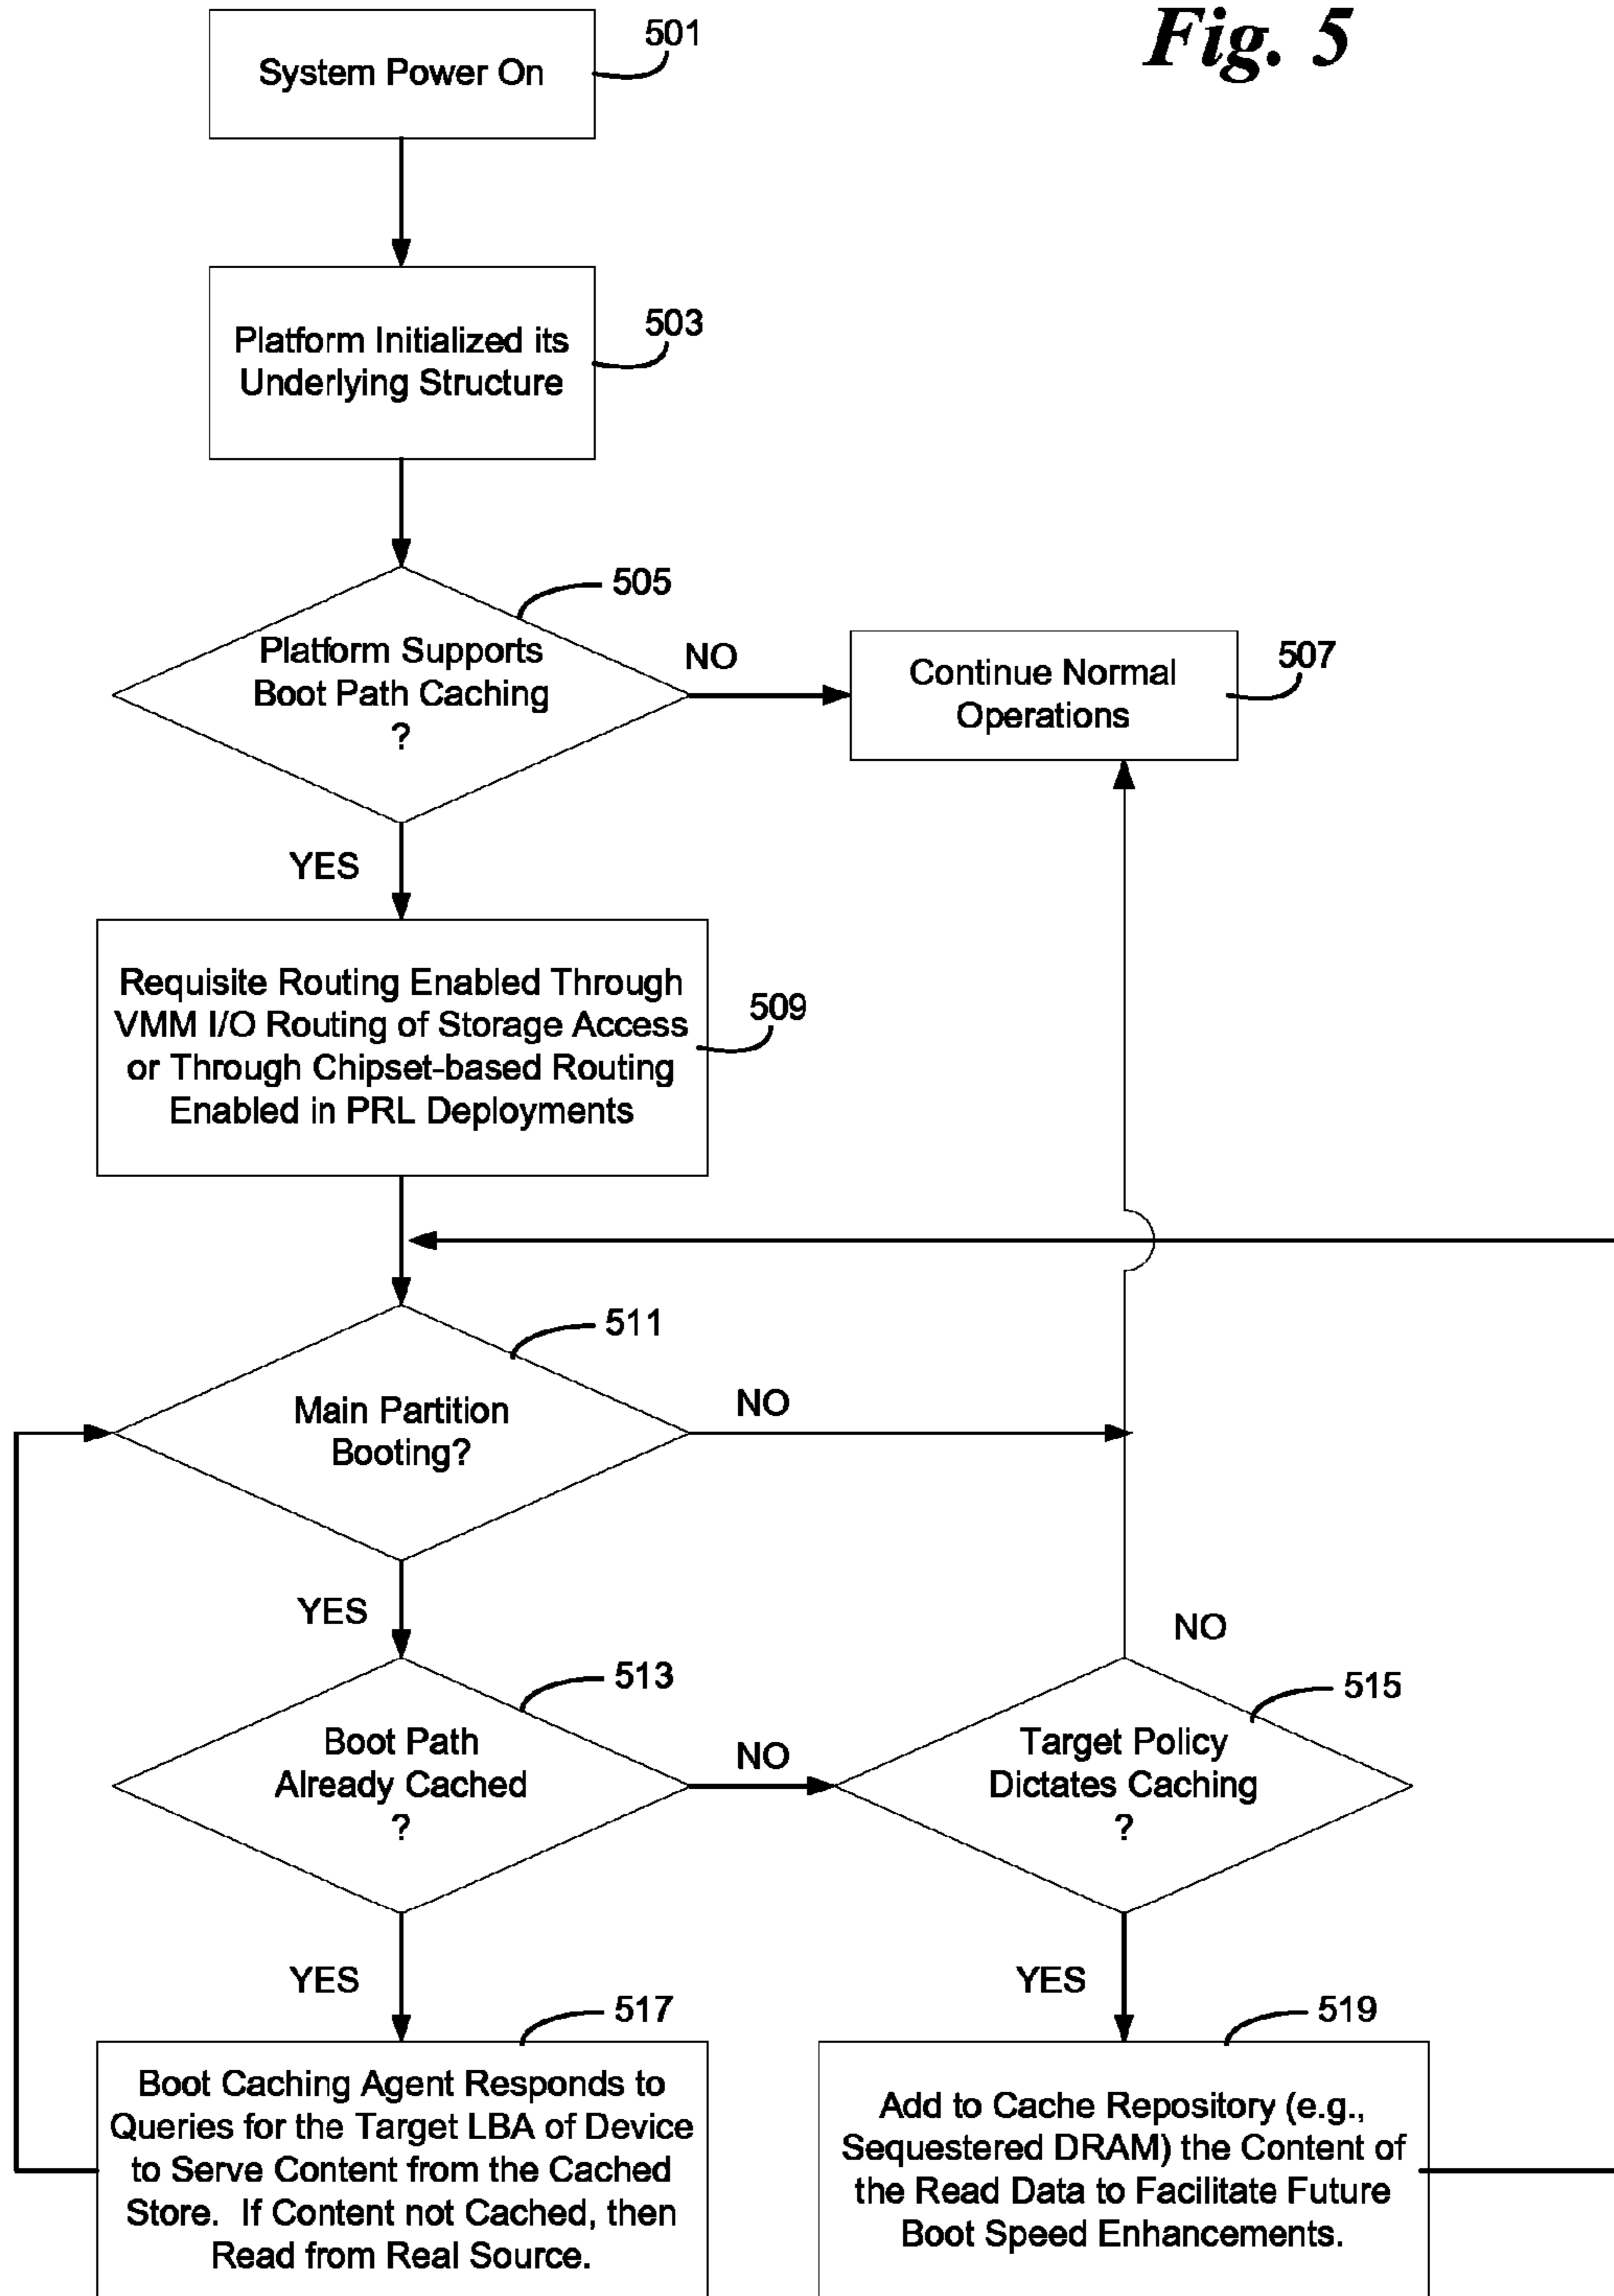 Fig. 5
System Power On
501
Platform Initialized its
Underlying Structure
503
505
Platform Supports
Boot Path Caching
?
NO
Continue Normal
Operations
507
YES
Requisite Routing Enabled Through
VMM I/O Routing of Storage Access
or Through Chipset-based Routing
Enabled in PRL Deployments
509
511
Main Partition
Booting?
NO
YES
NO
513
Boot Path
Already Cached
?
NO
515
Target Policy
Dictates Caching
?
YES
YES
517
Boot Caching Agent Responds to
Queries for the Target LBA of Device
to Serve Content from the Cached
Store. If Content not Cached, then
Read from Real Source.
519
Add to Cache Repository (e.g.,
Sequestered DRAM) the Content of
the Read Data to Facilitate Future
Boot Speed Enhancements.